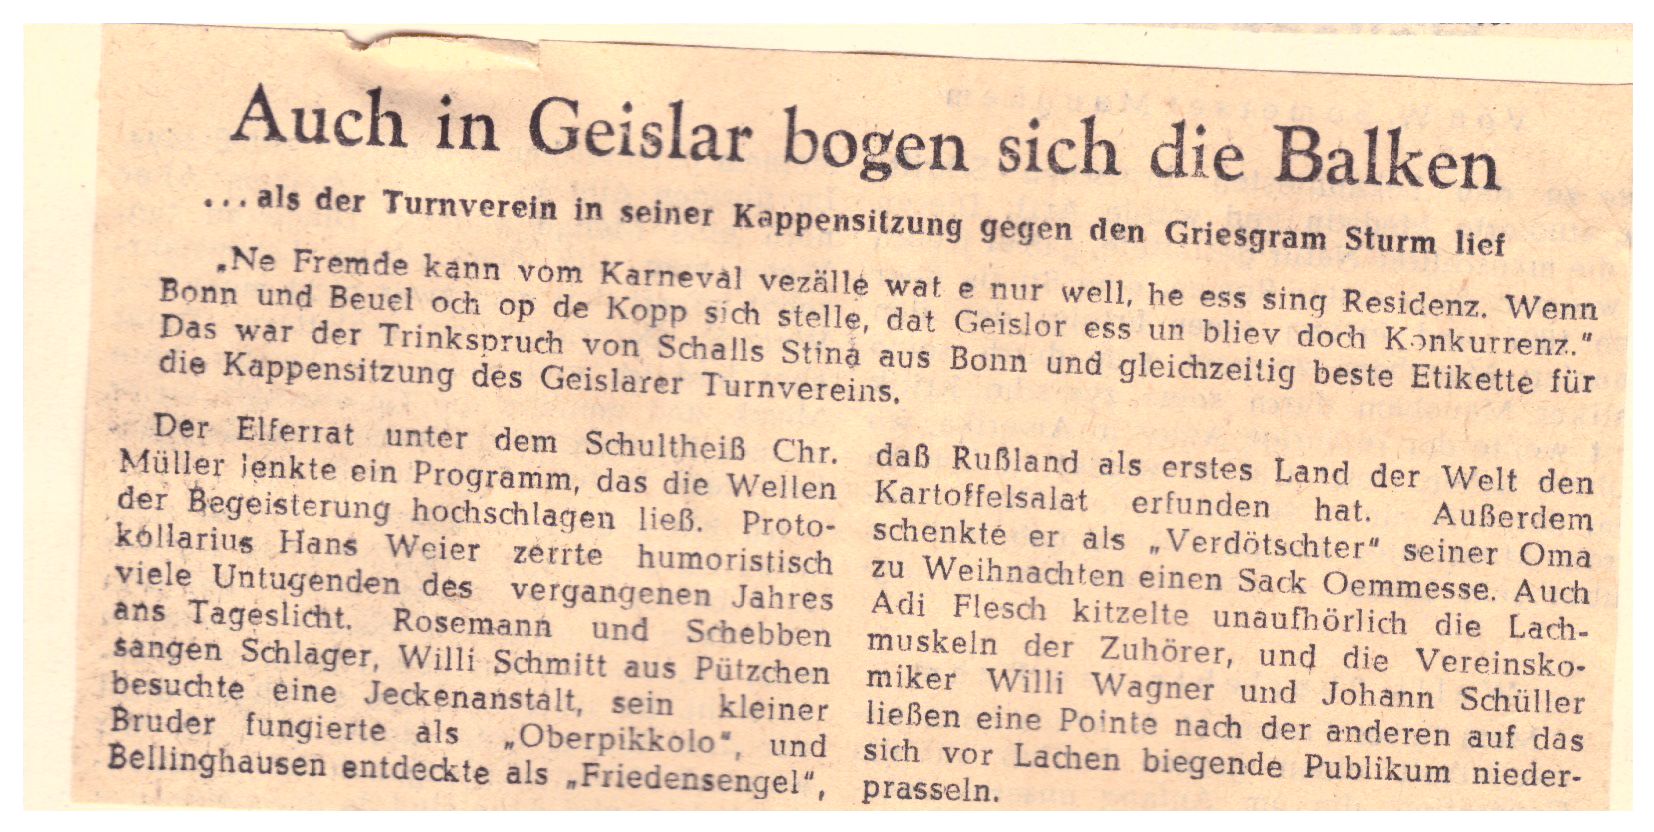 Auch in Geislar bogen sich die Balken
...als der Turnverein in seiner Kappensitzung gegen den Griesgram Sturm lief
„Ne Fremde kann vom Karneval vezälle wat e nur well, he ess sing Residenz. Wenn
Bonn und Beuel och op de Kopp sich stelle, dat Geislor ess un bliev doch Konkurrenz.“
Das war der Trinkspruch von Schalls Stina aus Bonn und gleichzeitig beste Etikette für
die Kappensitzung des Geislarer Turnvereins.
Der Elferrat unter dem Schultheiß Chr.
Müller lenkte ein Programm, das die Wellen
der Begeisterung hochschlagen ließ. Proto-
kollarius Hans Weier zerrte humoristisch
viele Untugenden des vergangenen Jahres
ans Tageslicht. Rosemann und Schebben
sangen Schlager, Willi Schmitt aus Pützchen
besuchte eine Jeckenanstalt, sein kleiner
Bruder fungierte als „Oberpikkolo“, und
Bellinghausen entdeckte als „Friedensengel“,
daß Rußland als erstes Land der Welt den
Kartoffelsalat erfunden hat. Außerdem
schenkte er als „Verdötschter“ seiner Oma
zu Weihnachten einen Sack Oemmesse. Auch
Adi Flesch kitzelte unaufhörlich die Lach-
muskeln der Zuhörer, und die Vereinsko-
miker Willi Wagner und Johann Schüller
ließen eine Pointe nach der anderen auf das
sich vor Lachen biegende Publikum nieder-
prasseln.